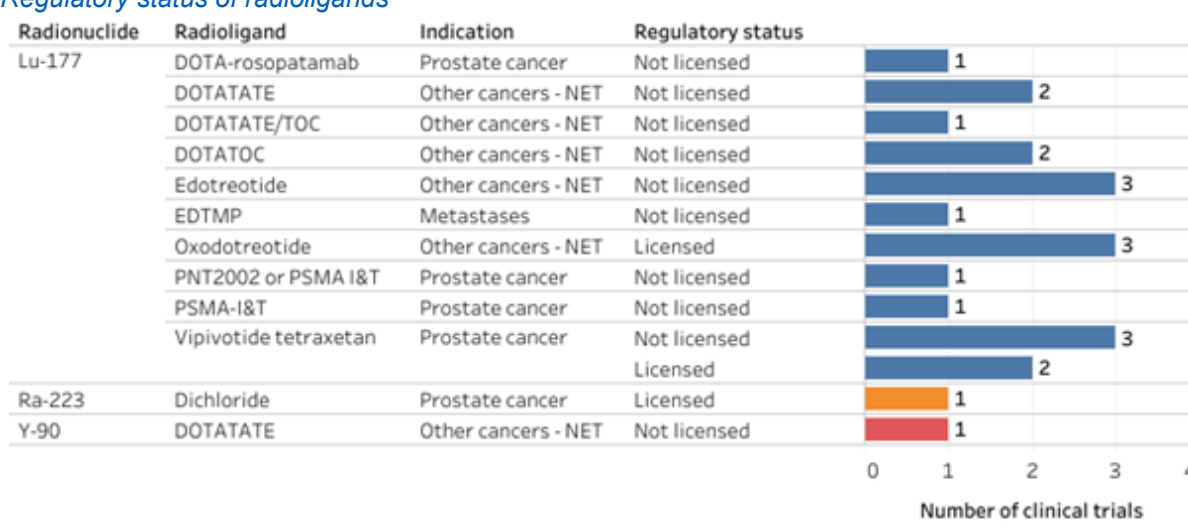 Regulatory status of radioligands
Radionuclide Radioligand Indication Regulatory status
Lu-177 DOTA-rosopatamab Prostate cancer Not licensed 1
DOTATATE Other cancers - NET Not licensed 2
DOTATATE/TOC Other cancers - NET Not licensed 1
DOTATOC Other cancers - NET Not licensed 2
Edotreotide Other cancers - NET Not licensed 3
EDTMP Metastases Not licensed 1
Oxodotreotide Other cancers - NET Licensed 3
PNT2002 or PSMA I&T Prostate cancer Not licensed 1
PSMA-I&T Prostate cancer Not licensed 1
Vipivotide tetraxetan Prostate cancer Not licensed 3
Licensed 2
Ra-223 Dichloride Prostate cancer Licensed 1
Y-90 DOTATATE Other cancers - NET Not licensed 1
0 1 2 3 4
Number of clinical trials